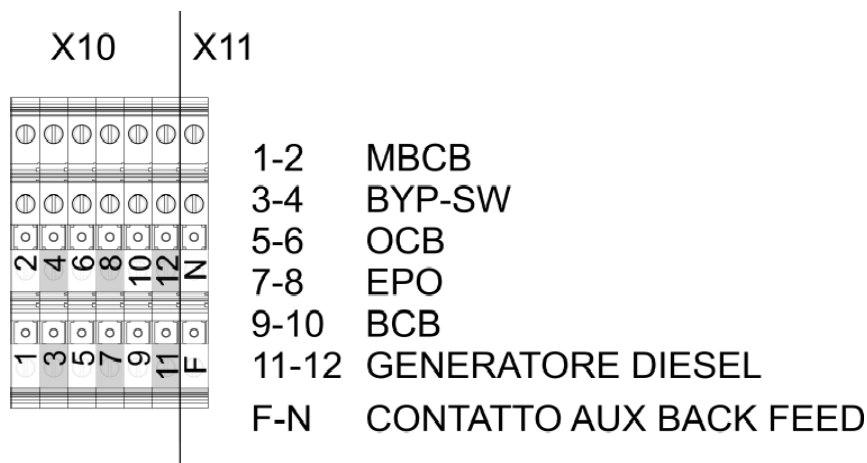 X10 X11
2 4 6 8 10 12 N
1 3 5 7 9 11 F
1-2 MBCB
3-4 BYP-SW
5-6 OCB
7-8 EPO
9-10 BCB
11-12 GENERATORE DIESEL
F-N CONTATTO AUX BACK FEED